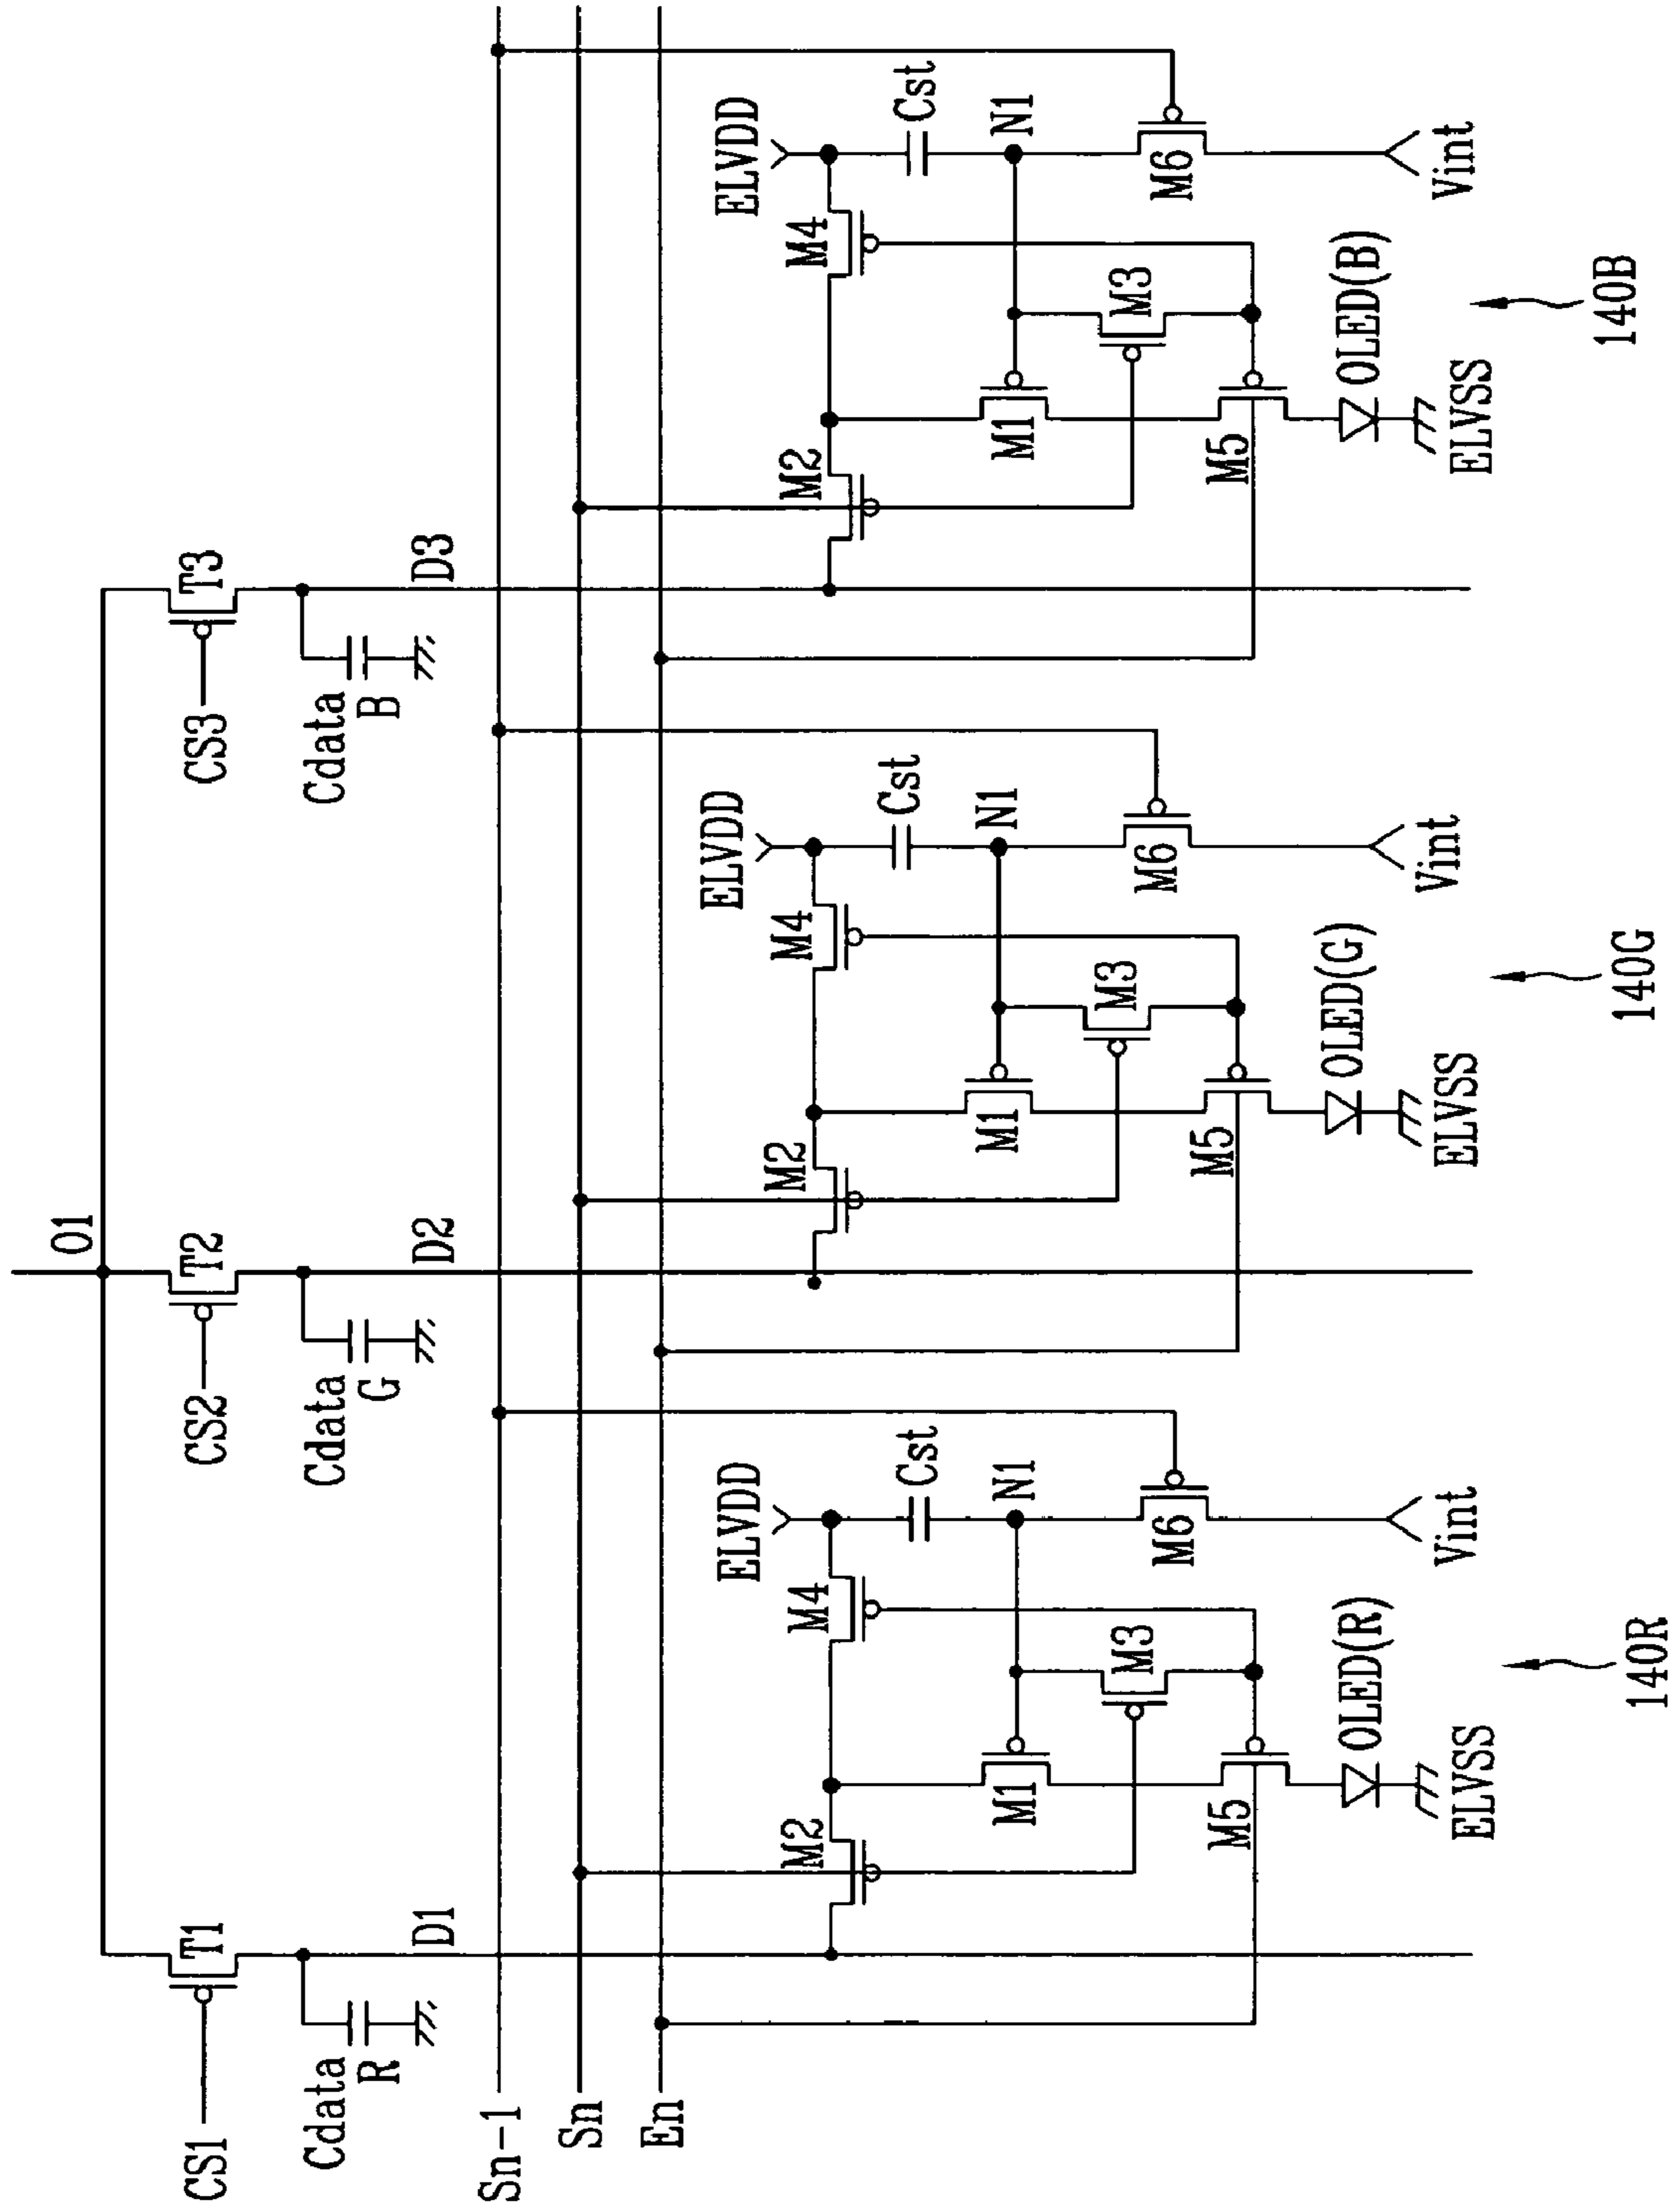 O1
CS1
T1
CS2
T2
CS3
T3
Cdata
R
D1
Cdata
G
D2
Cdata
B
D3
Sn-1
Sn
En
ELVDD
M2
M4
Cst
N1
M1
M3
M6
M5
OLED(R)
ELVSS
Vint
140R
ELVDD
M2
M4
Cst
N1
M1
M3
M6
M5
OLED(G)
ELVSS
Vint
140G
ELVDD
M2
M4
Cst
N1
M1
M3
M6
M5
OLED(B)
ELVSS
Vint
140B